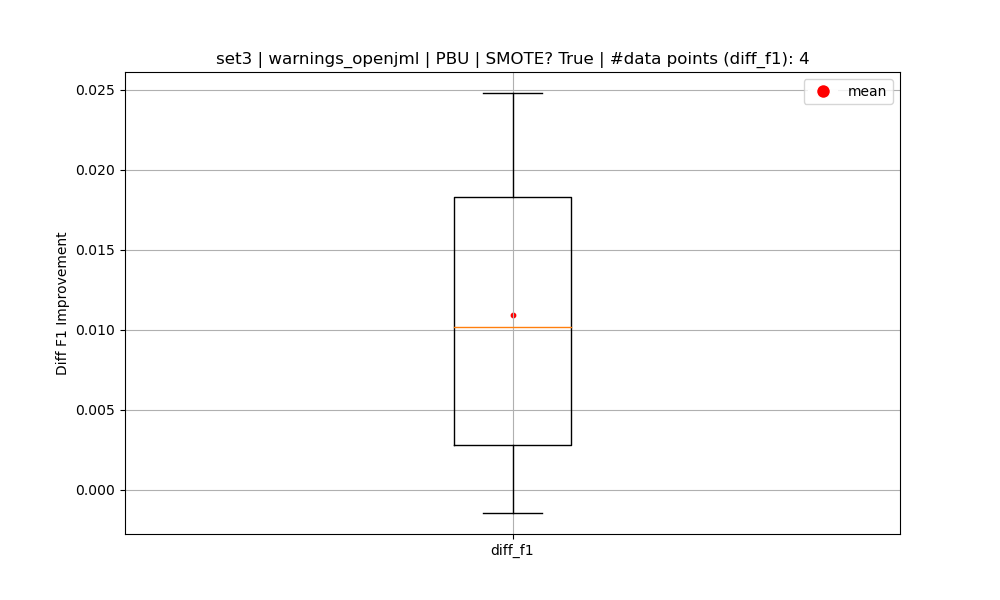 set3 | warnings_openjml | PBU | SMOTE? True | #data points (diff_f1): 4
mean
0.025
0.020
0.015
0.010
0.005
0.000
Diff F1 Improvement
diff_f1